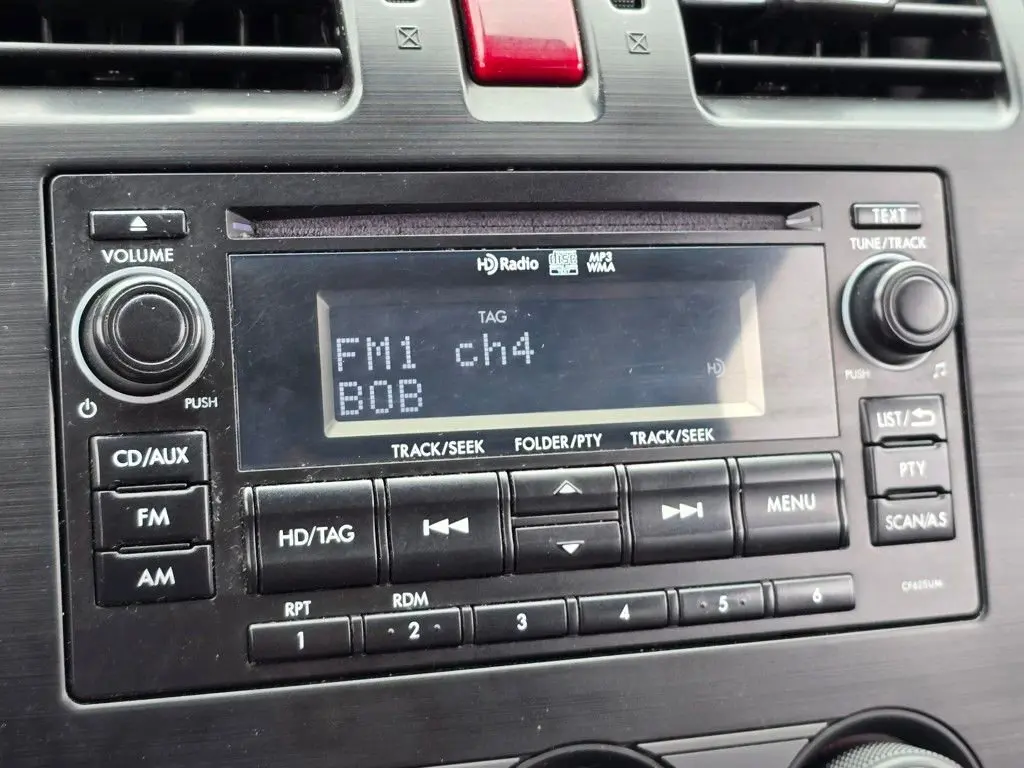 TEXT
VOLUME
TUNE/TRACK
HD Radio disc MP3 WMA
TAG
FM1 ch4
HD
BOB
PUSH
PUSH
TRACK/SEEK FOLDER/PTY TRACK/SEEK
CD/AUX
LIST/
FM
HD/TAG
MENU
PTY
AM
SCAN/A.S
RPT RDM
1 2 3 4 5 6